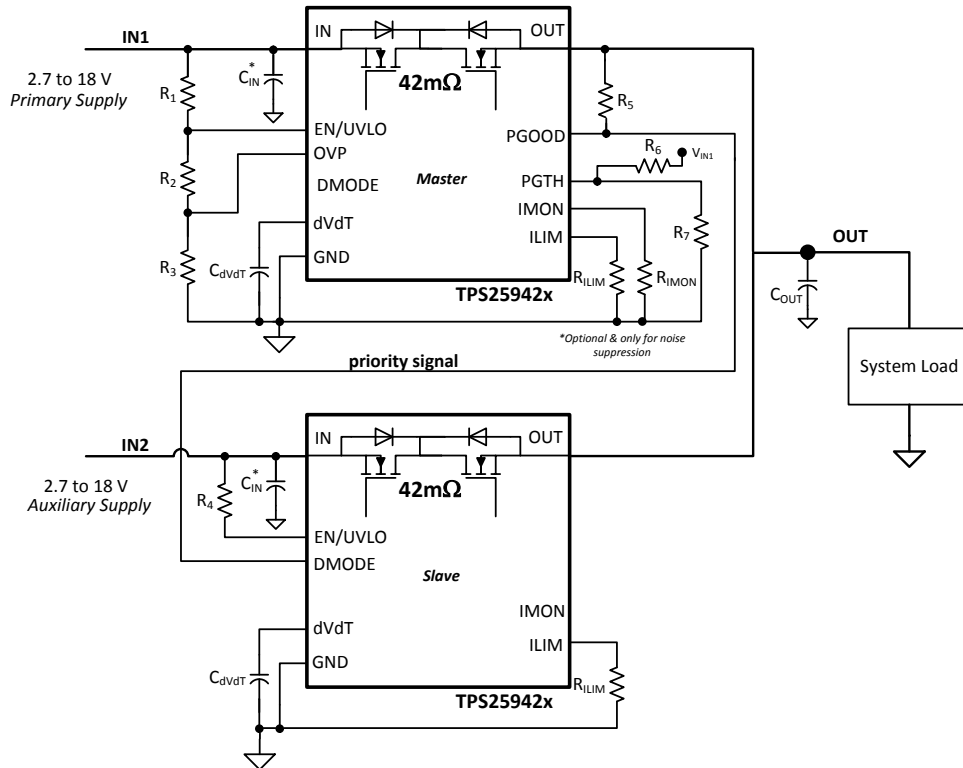 IN1
2.7 to 18 V
Primary Supply
R1
CIN*
IN
OUT
42mΩ
EN/UVLO
OVP
DMODE
dVdT
GND
Master
PGOOD
PGTH
IMON
ILIM
R2
R3
CdVdT
R5
R6
VIN1
R7
RILIM
RIMON
TPS25942x
*Optional & only for noise
suppression
OUT
COUT
System Load
priority signal
IN2
2.7 to 18 V
Auxiliary Supply
R4
CIN*
IN
OUT
42mΩ
EN/UVLO
DMODE
Slave
dVdT
GND
IMON
ILIM
CdVdT
RILIM
TPS25942x